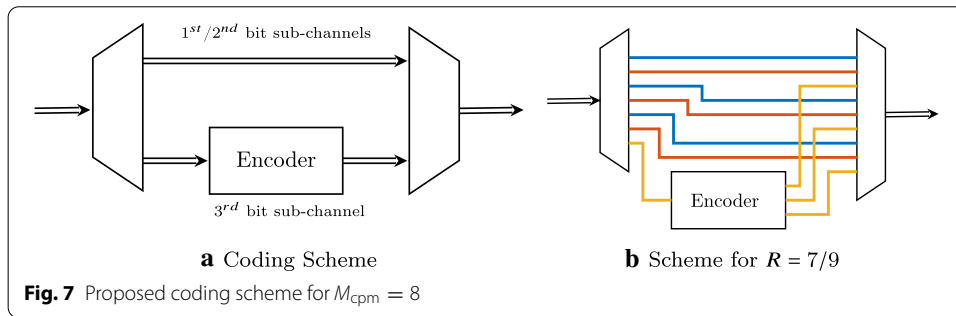 1st/2nd bit sub-channels
Encoder
3rd bit sub-channel
a Coding Scheme
Encoder
b Scheme for R = 7/9
Fig. 7 Proposed coding scheme for Mcpm = 8